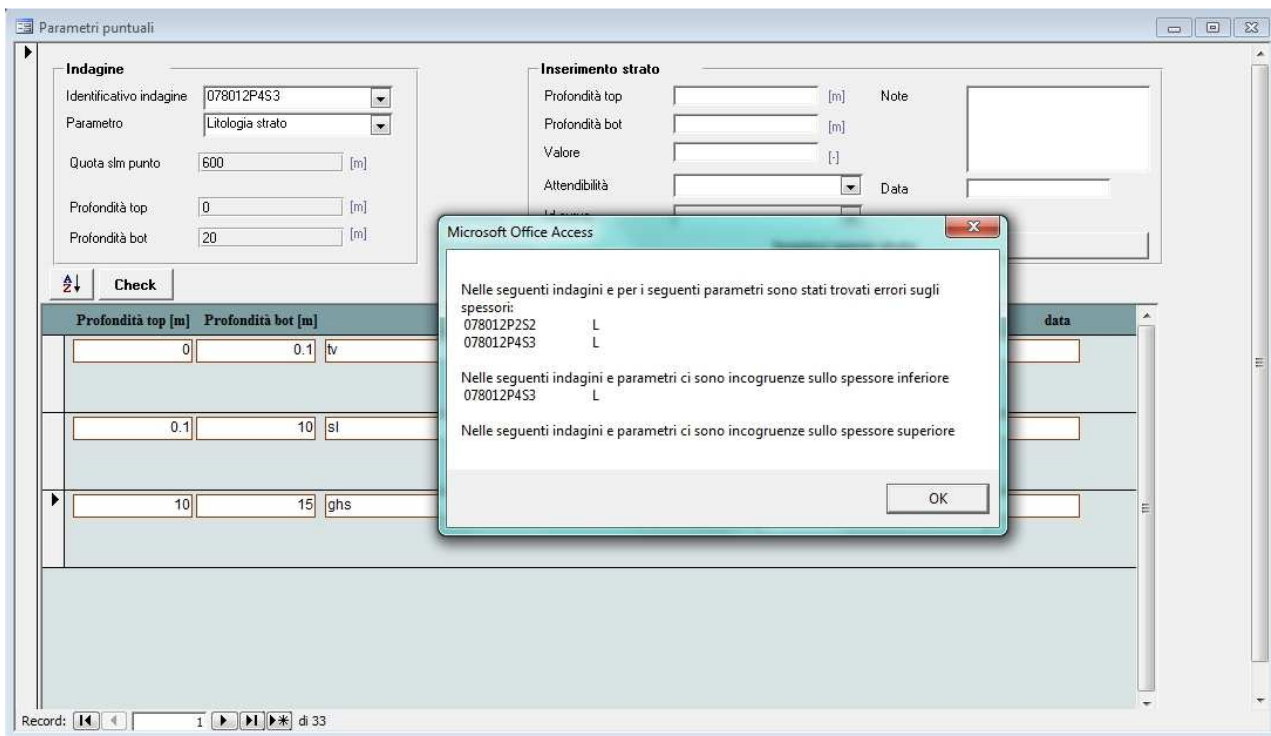 Parametri puntuali
Indagine
Identificativo indagine 078012P4S3
Parametro Litologia strato
Quota slm punto 600 [m]
Profondità top 0 [m]
Profondità bot 20 [m]
Inserimento strato
Profondità top [m] Note
Profondità bot [m]
Valore [-]
Attendibilità Data
Check
Profondità top [m] Profondità bot [m] data
0 0.1 tv
0.1 10 sl
10 15 ghs
Microsoft Office Access
Nelle seguenti indagini e per i seguenti parametri sono stati trovati errori sugli
spessori:
078012P2S2 L
078012P4S3 L
Nelle seguenti indagini e parametri ci sono incogruenze sullo spessore inferiore
078012P4S3 L
Nelle seguenti indagini e parametri ci sono incogruenze sullo spessore superiore
OK
Record: 1 di 33